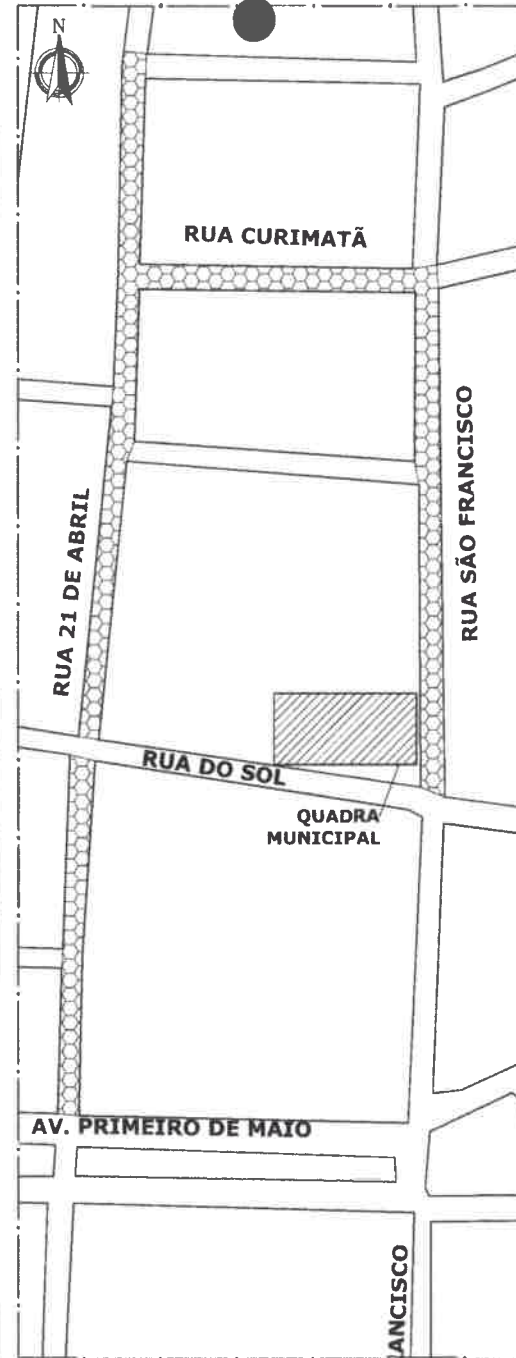 N
RUA CURIMATÃ
RUA SÃO FRANCISCO
RUA 21 DE ABRIL
RUA DO SOL
QUADRA
MUNICIPAL
AV. PRIMEIRO DE MAIO
ANCISCO